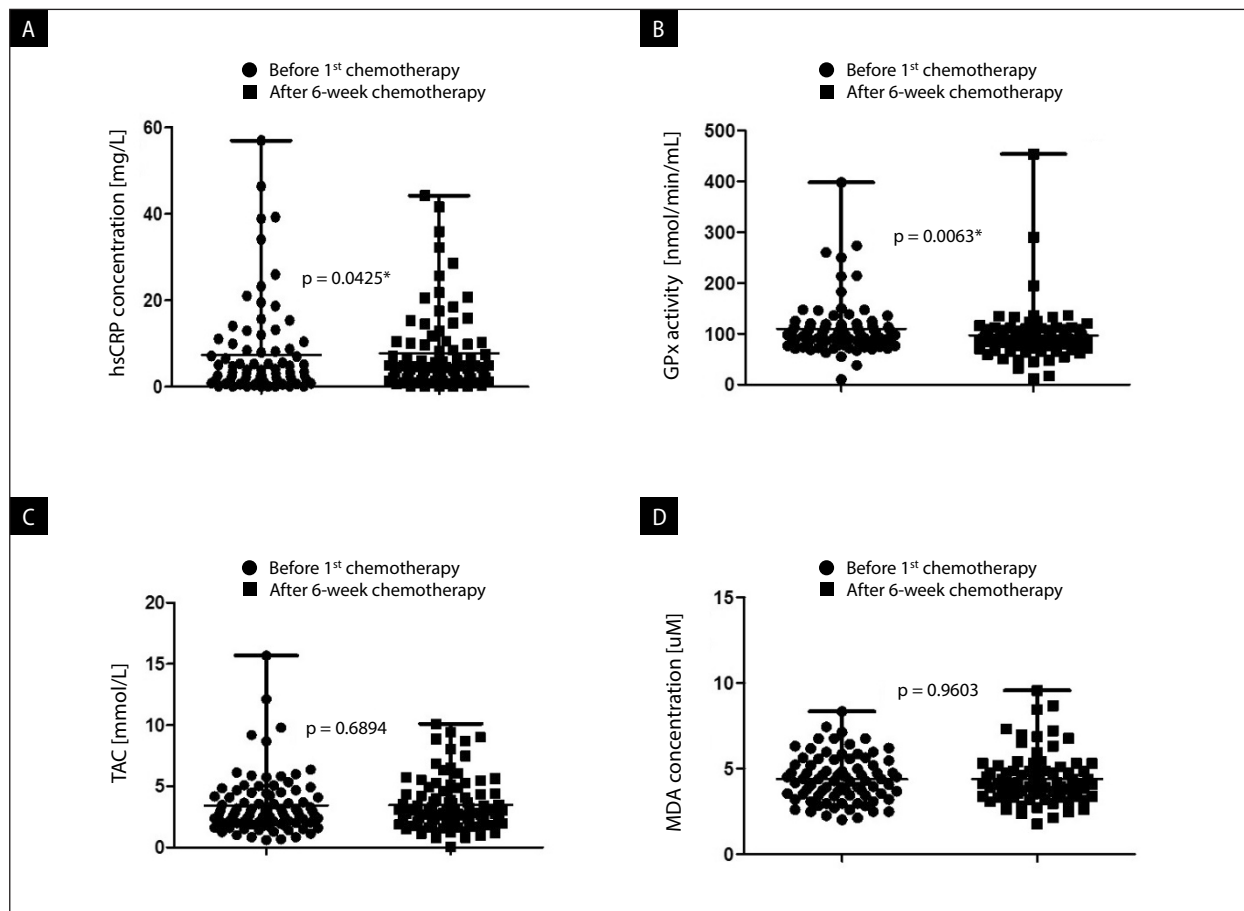 A
● Before 1st chemotherapy
■ After 6-week chemotherapy
hsCRP concentration [mg/L]
60
40
20
0
p = 0.0425*
B
● Before 1st chemotherapy
■ After 6-week chemotherapy
GPx activity [nmol/min/mL]
500
400
300
200
100
0
p = 0.0063*
C
● Before 1st chemotherapy
■ After 6-week chemotherapy
TAC [mmol/L]
20
15
10
5
0
p = 0.6894
D
● Before 1st chemotherapy
■ After 6-week chemotherapy
MDA concentration [uM]
15
10
5
0
p = 0.9603